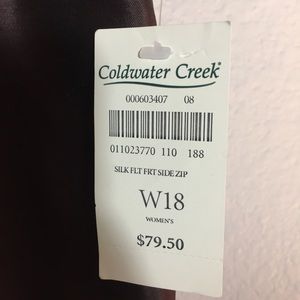 Coldwater Creek®
000603407 08
011023770 110 188
SILK FLT FRT SIDE ZIP
W18
WOMEN'S
$79.50